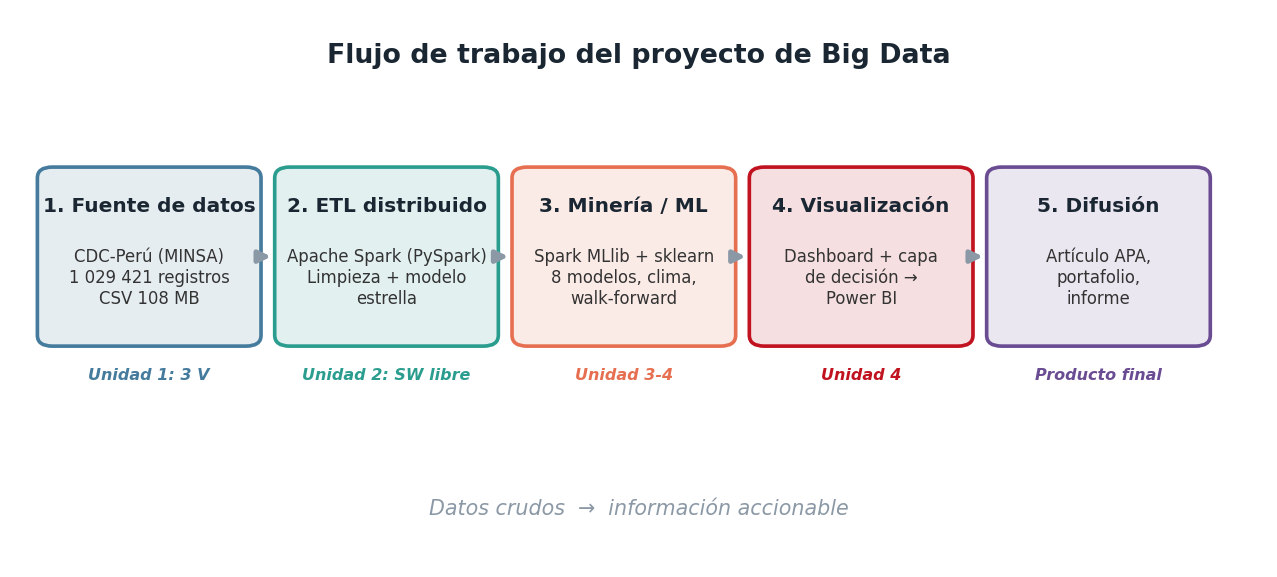 Flujo de trabajo del proyecto de Big Data
1. Fuente de datos
CDC-Perú (MINSA)
1 029 421 registros
CSV 108 MB
Unidad 1: 3 V
2. ETL distribuido
Apache Spark (PySpark)
Limpieza + modelo
estrella
Unidad 2: SW libre
3. Minería / ML
Spark MLlib + sklearn
8 modelos, clima,
walk-forward
Unidad 3-4
4. Visualización
Dashboard + capa
de decisión →
Power BI
Unidad 4
5. Difusión
Artículo APA,
portafolio,
informe
Producto final
Datos crudos → información accionable